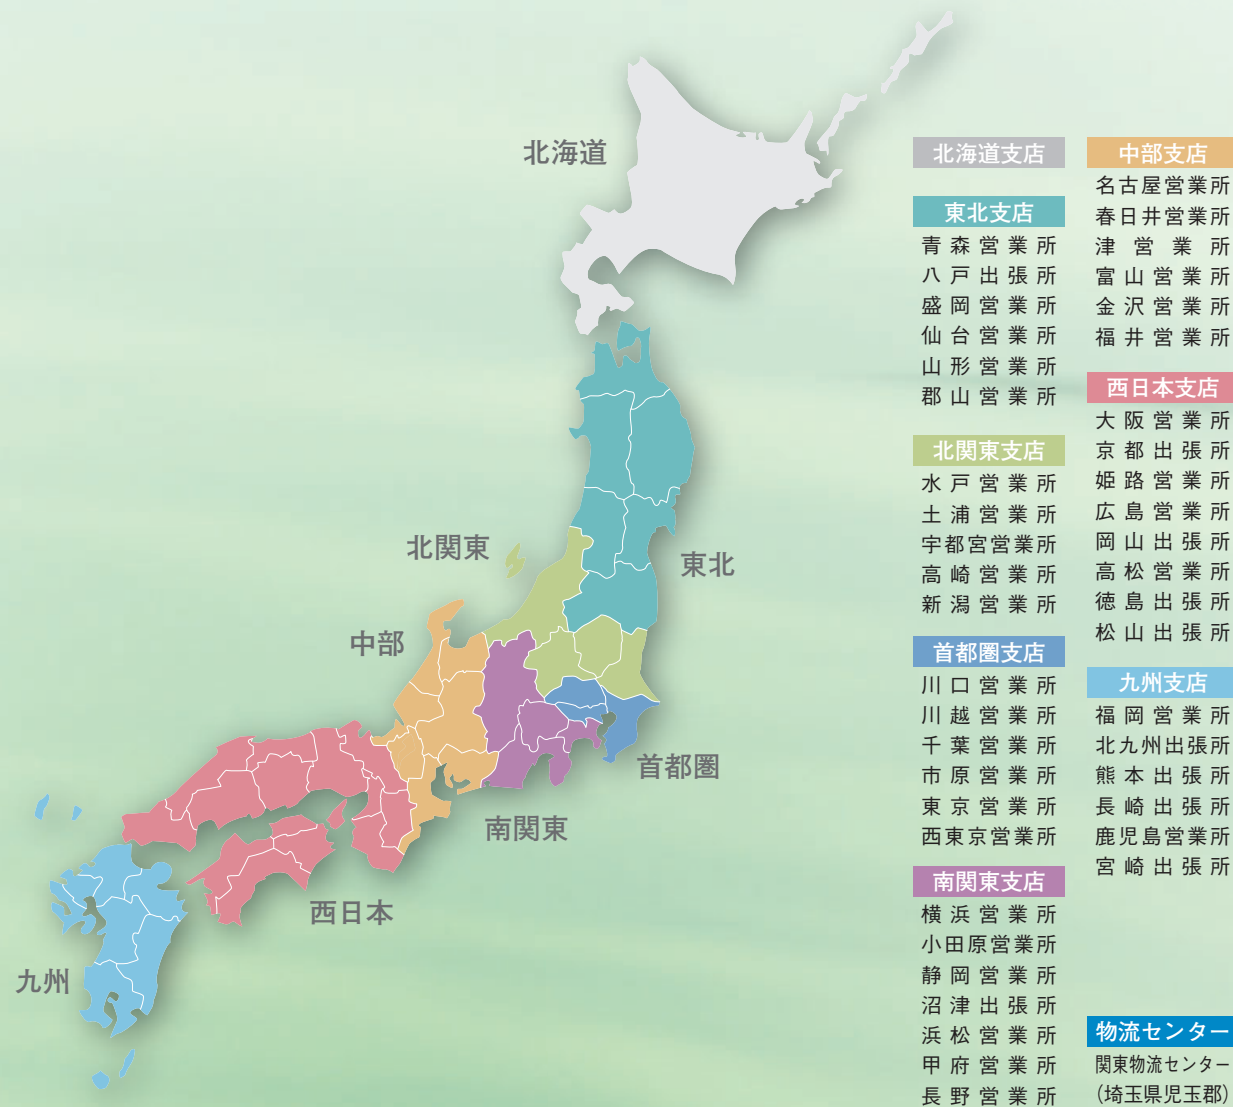 北海道
北関東
東北
中部
首都圏
南関東
西日本
九州
北海道支店
東北支店
青森営業所
八戸出張所
盛岡営業所
仙台営業所
山形営業所
郡山営業所
北関東支店
水戸営業所
土浦営業所
宇都宮営業所
高崎営業所
新潟営業所
首都圏支店
川口営業所
川越営業所
千葉営業所
市原営業所
東京営業所
西東京営業所
南関東支店
横浜営業所
小田原営業所
静岡営業所
沼津出張所
浜松営業所
甲府営業所
長野営業所
中部支店
名古屋営業所
春日井営業所
津営業所
富山営業所
金沢営業所
福井営業所
西日本支店
大阪営業所
京都出張所
姫路営業所
広島営業所
岡山出張所
高松営業所
徳島出張所
松山出張所
九州支店
福岡営業所
北九州出張所
熊本出張所
長崎出張所
鹿児島営業所
宮崎出張所
物流センター
関東物流センター
（埼玉県児玉郡）